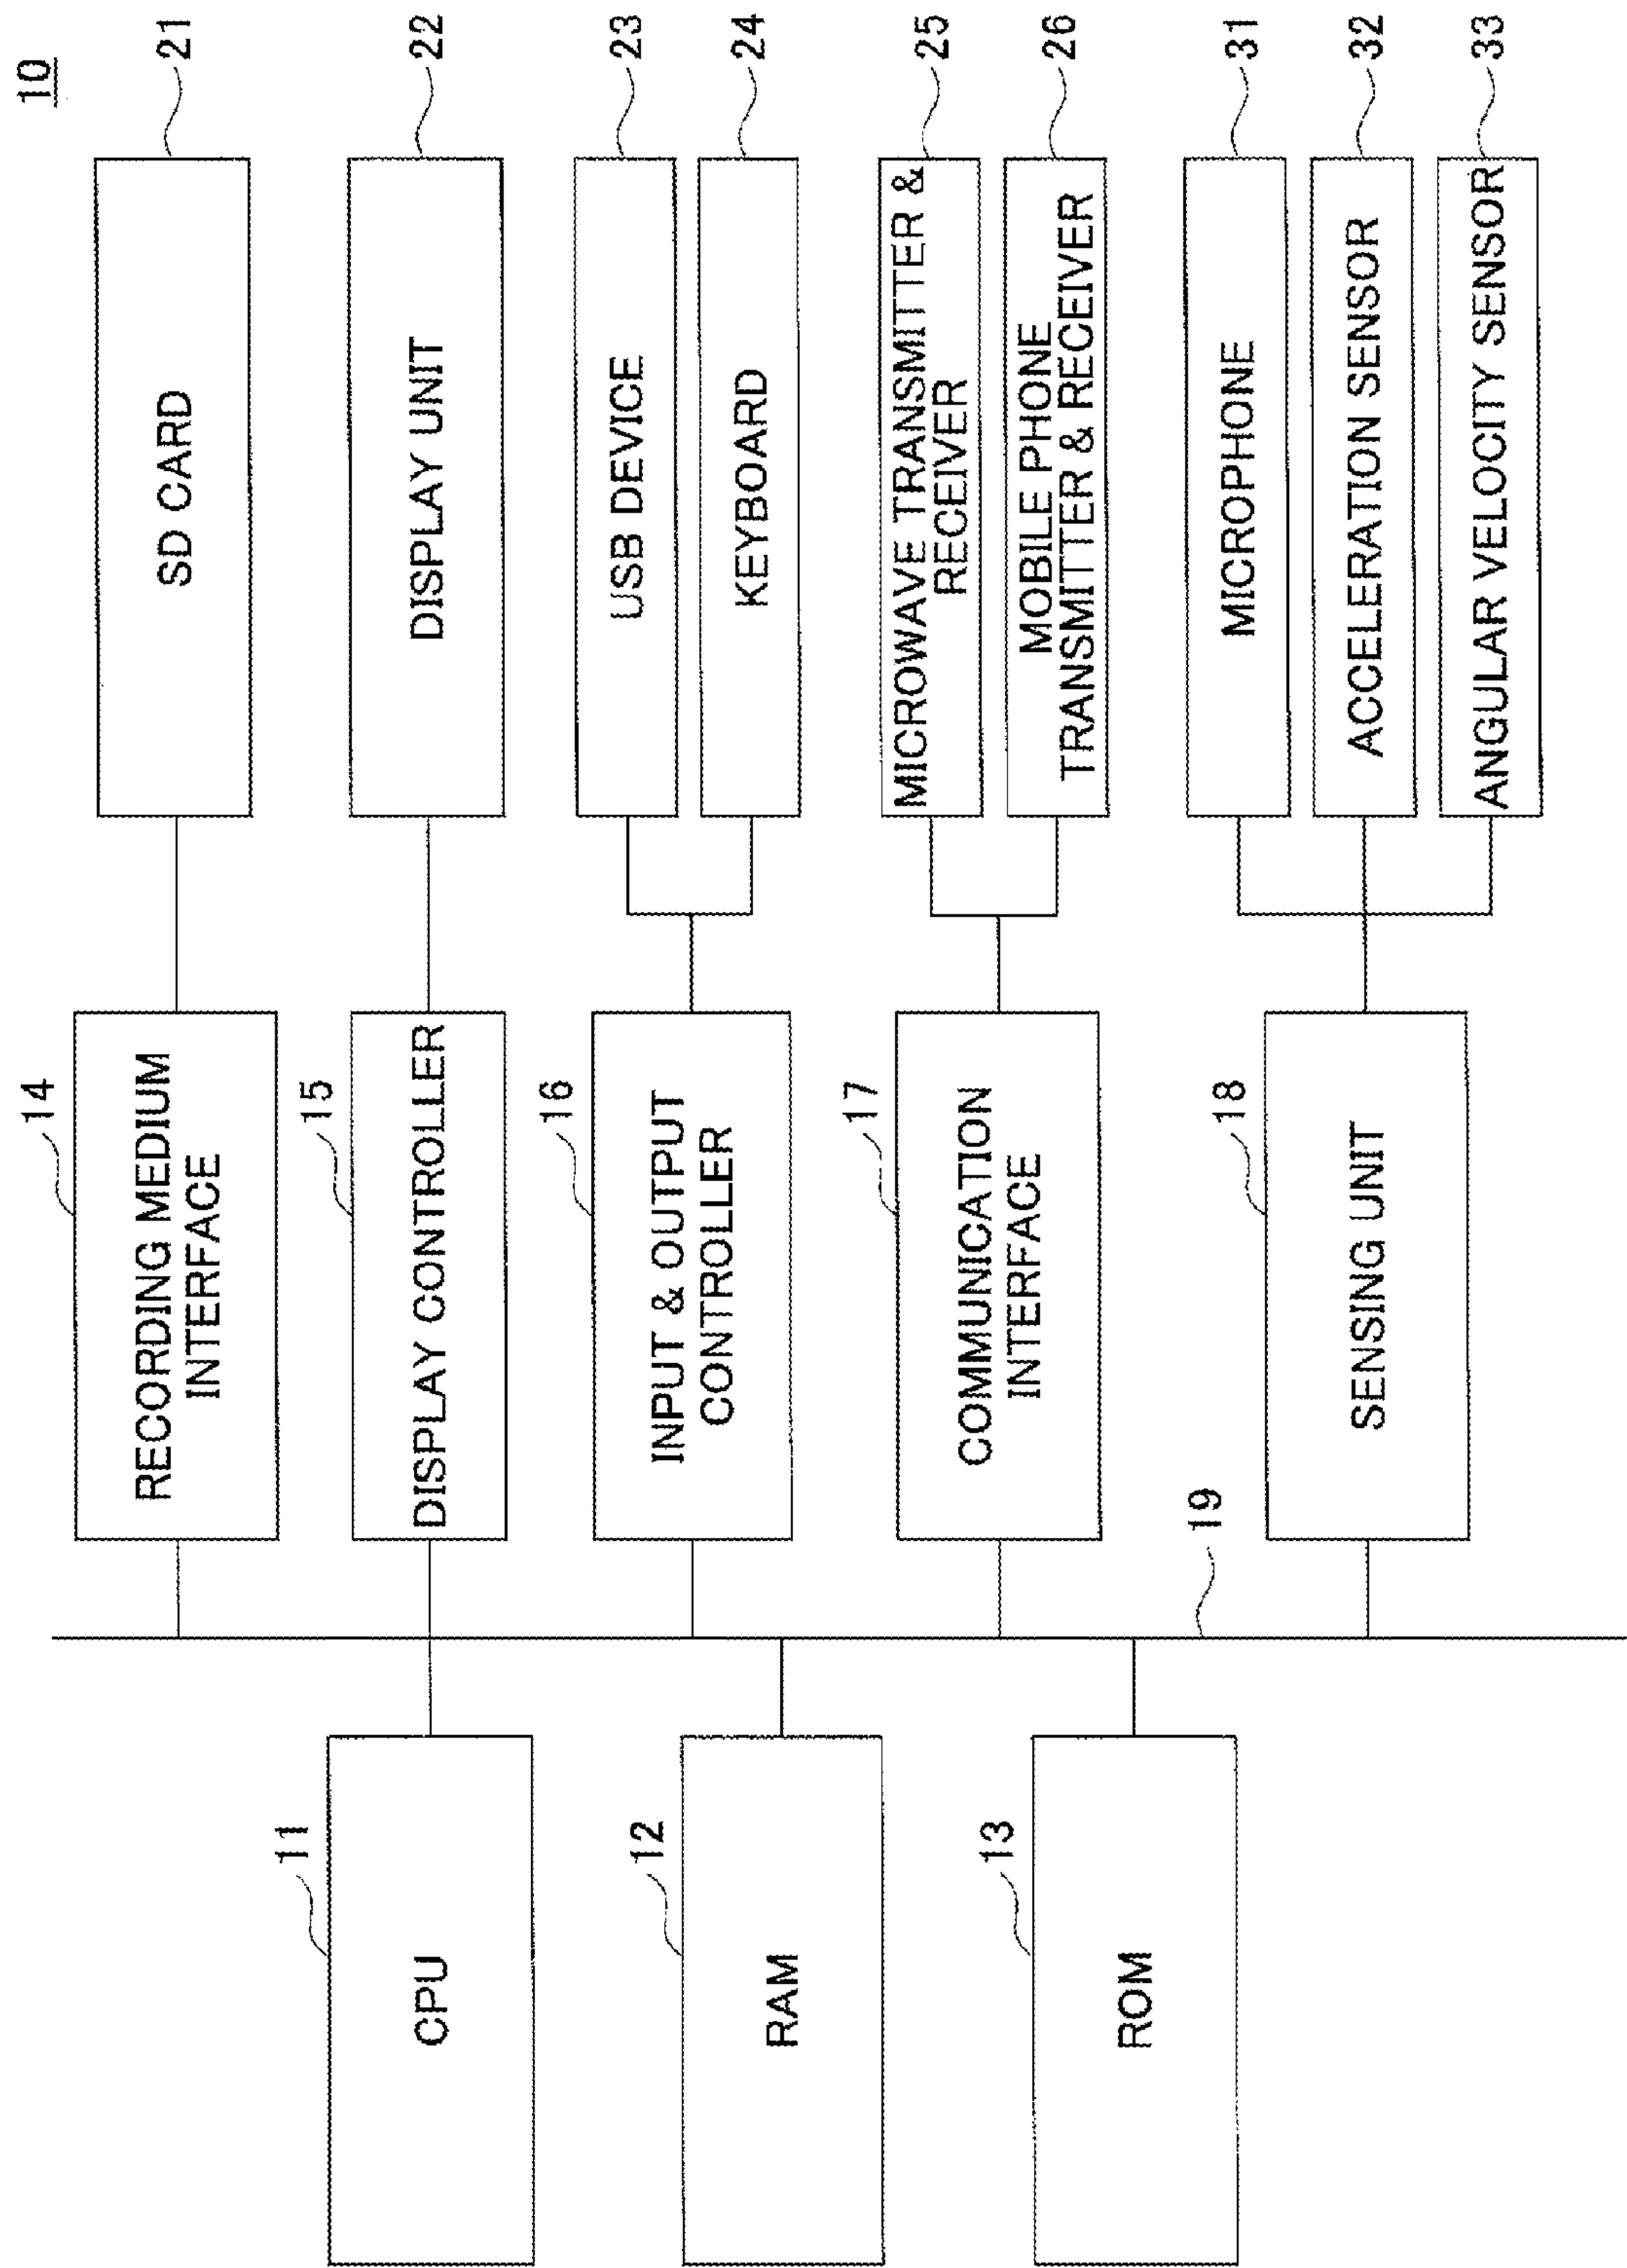 10
11
CPU
12
RAM
13
ROM
19
14
RECORDING MEDIUM
INTERFACE
15
DISPLAY CONTROLLER
16
INPUT & OUTPUT
CONTROLLER
17
COMMUNICATION
INTERFACE
18
SENSING UNIT
SD CARD
21
DISPLAY UNIT
22
USB DEVICE
23
KEYBOARD
24
MICROWAVE TRANSMITTER &
RECEIVER
25
MOBILE PHONE
TRANSMITTER & RECEIVER
26
MICROPHONE
31
ACCELERATION SENSOR
32
ANGULAR VELOCITY SENSOR
33